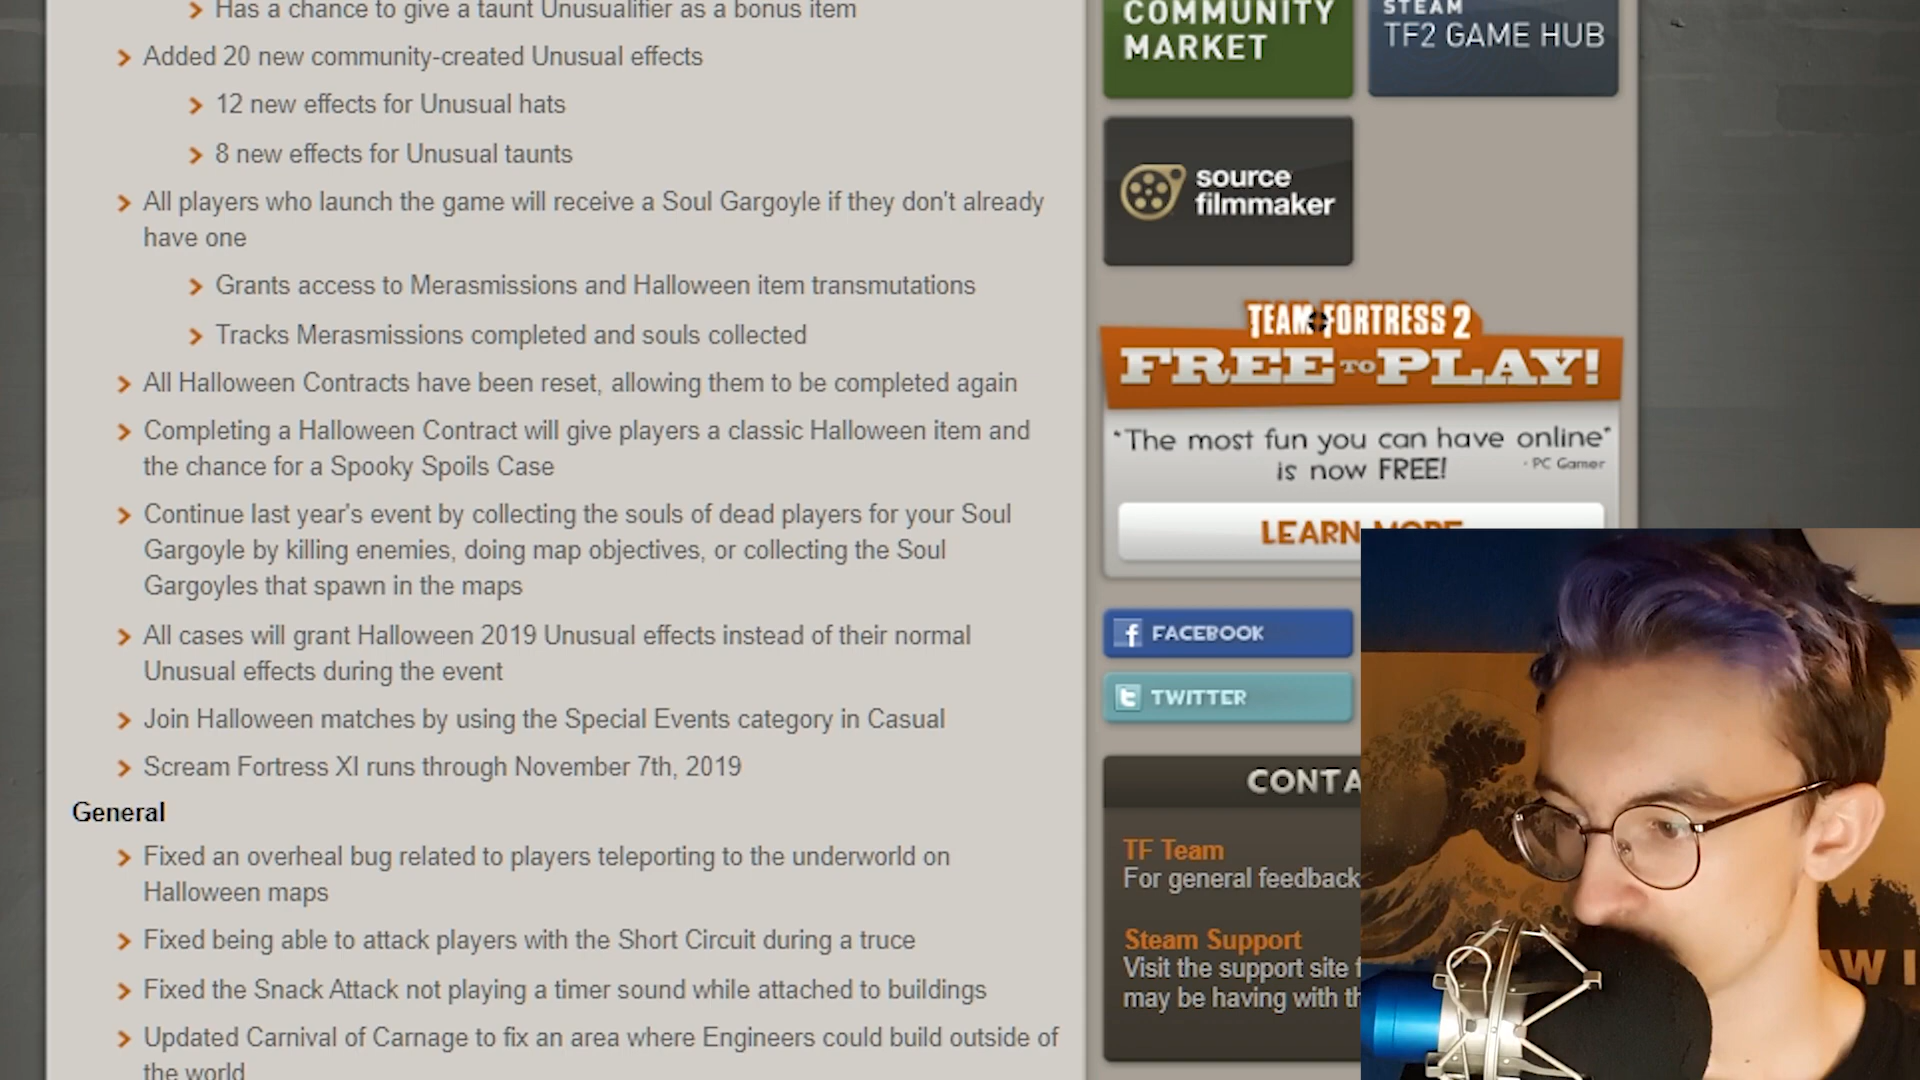 Has a chance to give a taunt Unusualifier as a bonus item
Added 20 new community-created Unusual effects
12 new effects for Unusual hats
8 new effects for Unusual taunts
All players who launch the game will receive a Soul Gargoyle if they don't already
have one
Grants access to Merasmissions and Halloween item transmutations
Tracks Merasmissions completed and souls collected
All Halloween Contracts have been reset, allowing them to be completed again
Completing a Halloween Contract will give players a classic Halloween item and
the chance for a Spooky Spoils Case
Continue last year's event by collecting the souls of dead players for your Soul
Gargoyle by killing enemies, doing map objectives, or collecting the Soul
Gargoyles that spawn in the maps
All cases will grant Halloween 2019 Unusual effects instead of their normal
Unusual effects during the event
Join Halloween matches by using the Special Events category in Casual
Scream Fortress XI runs through November 7th, 2019
General
Fixed an overheal bug related to players teleporting to the underworld on
Halloween maps
Fixed being able to attack players with the Short Circuit during a truce
Fixed the Snack Attack not playing a timer sound while attached to buildings
Updated Carnival of Carnage to fix an area where Engineers could build outside of
the world
COMMUNITY
MARKET
STEAM
TF2 GAME HUB
source
filmmaker
TEAM FORTRESS 2
FREE TO PLAY!
"The most fun you can have online"
is now FREE! - PC Gamer
LEARN MORE
FACEBOOK
TWITTER
CONTA
TF Team
For general feedback
Steam Support
Visit the support site
may be having with th
AW I